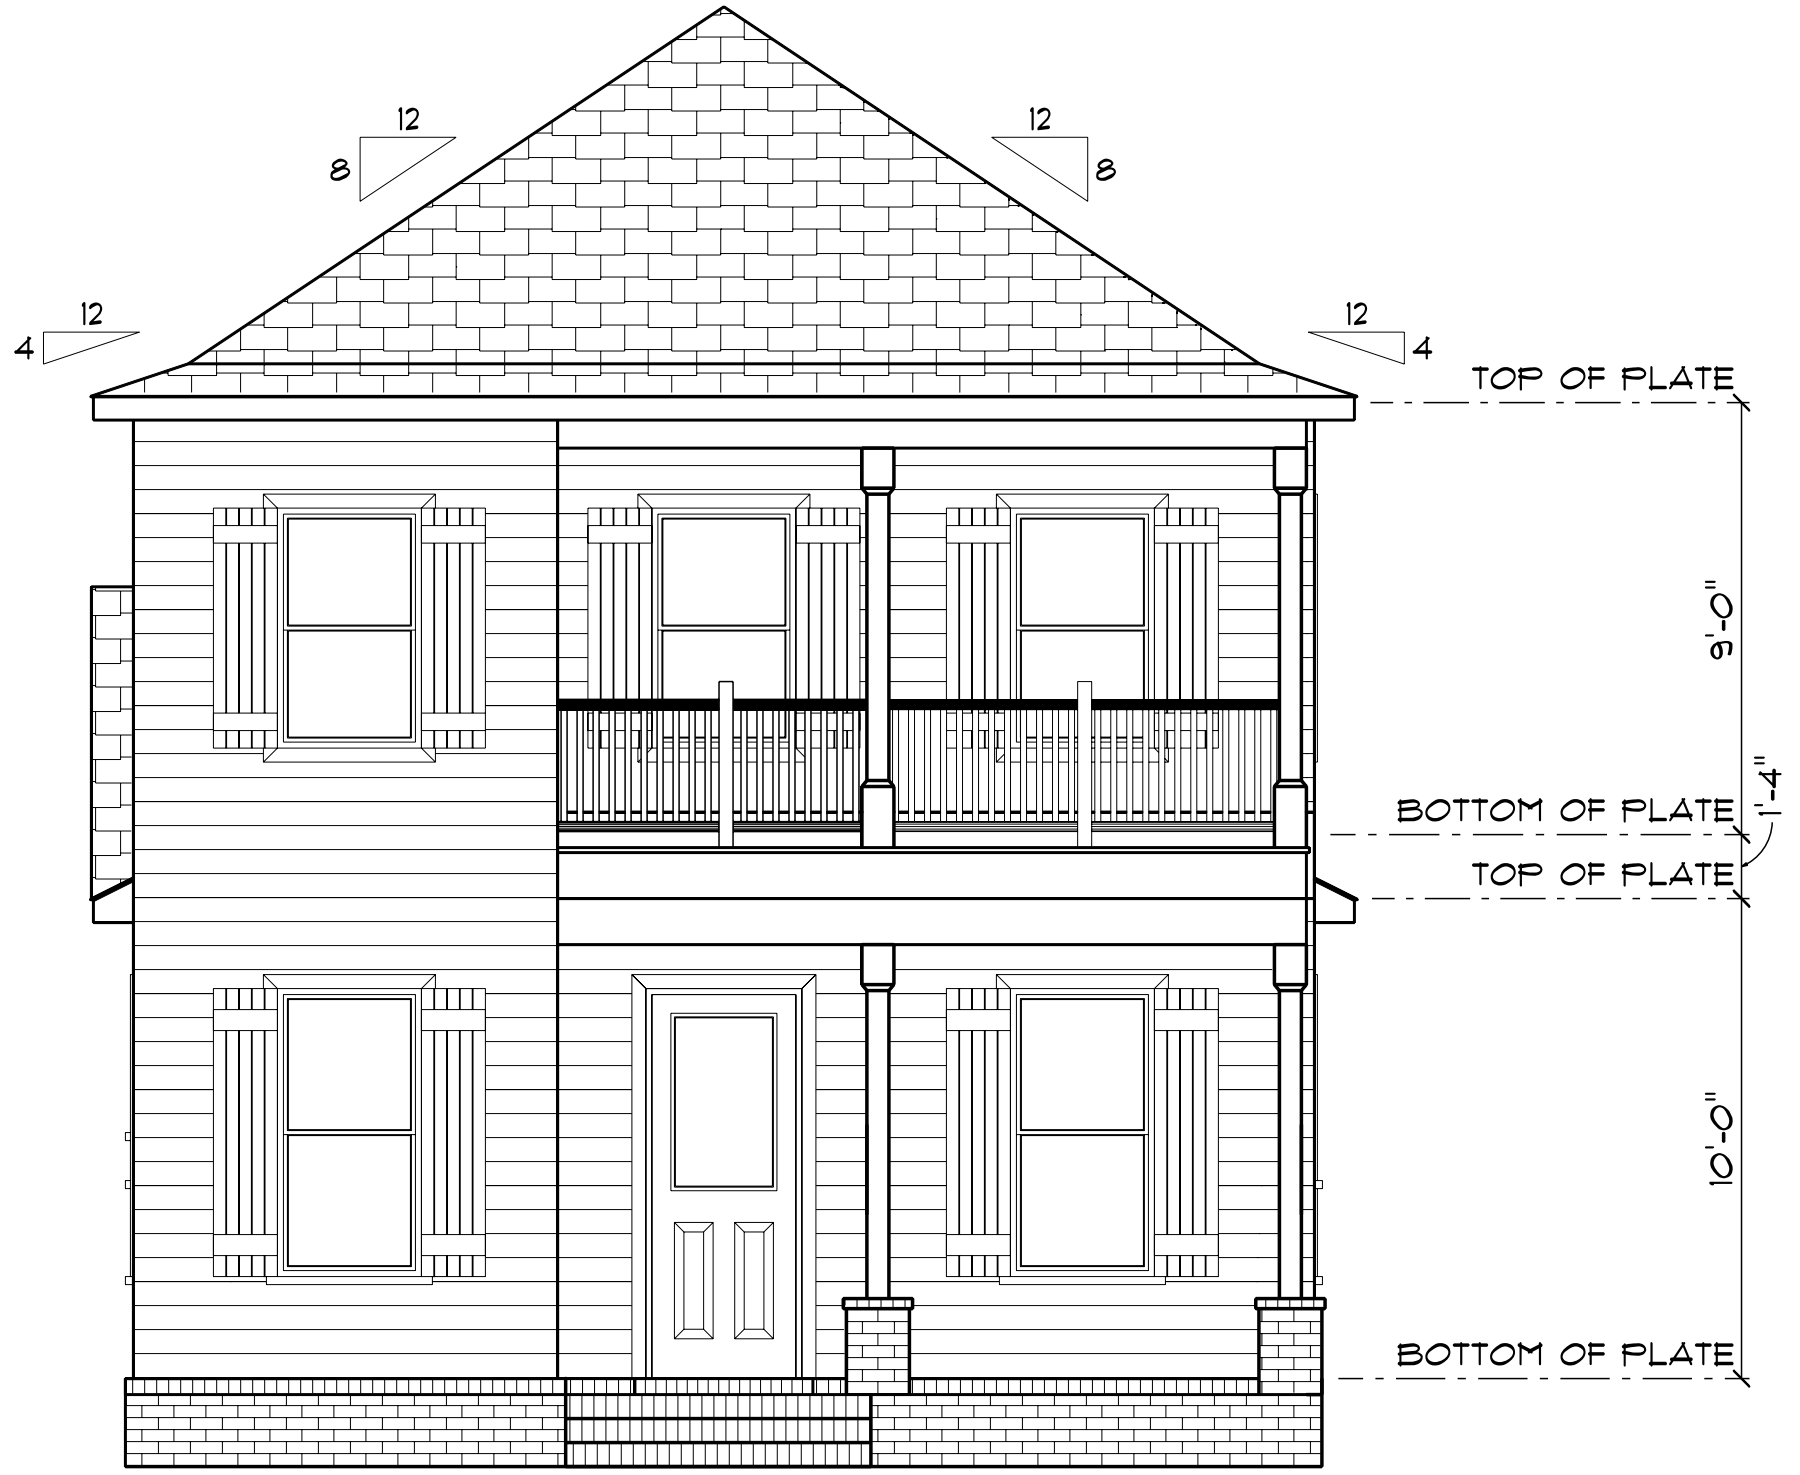 12
12
8
8
12
12
4
4
TOP OF PLATE
9'-0"
1'-4"
BOTTOM OF PLATE
TOP OF PLATE
10'-0"
BOTTOM OF PLATE